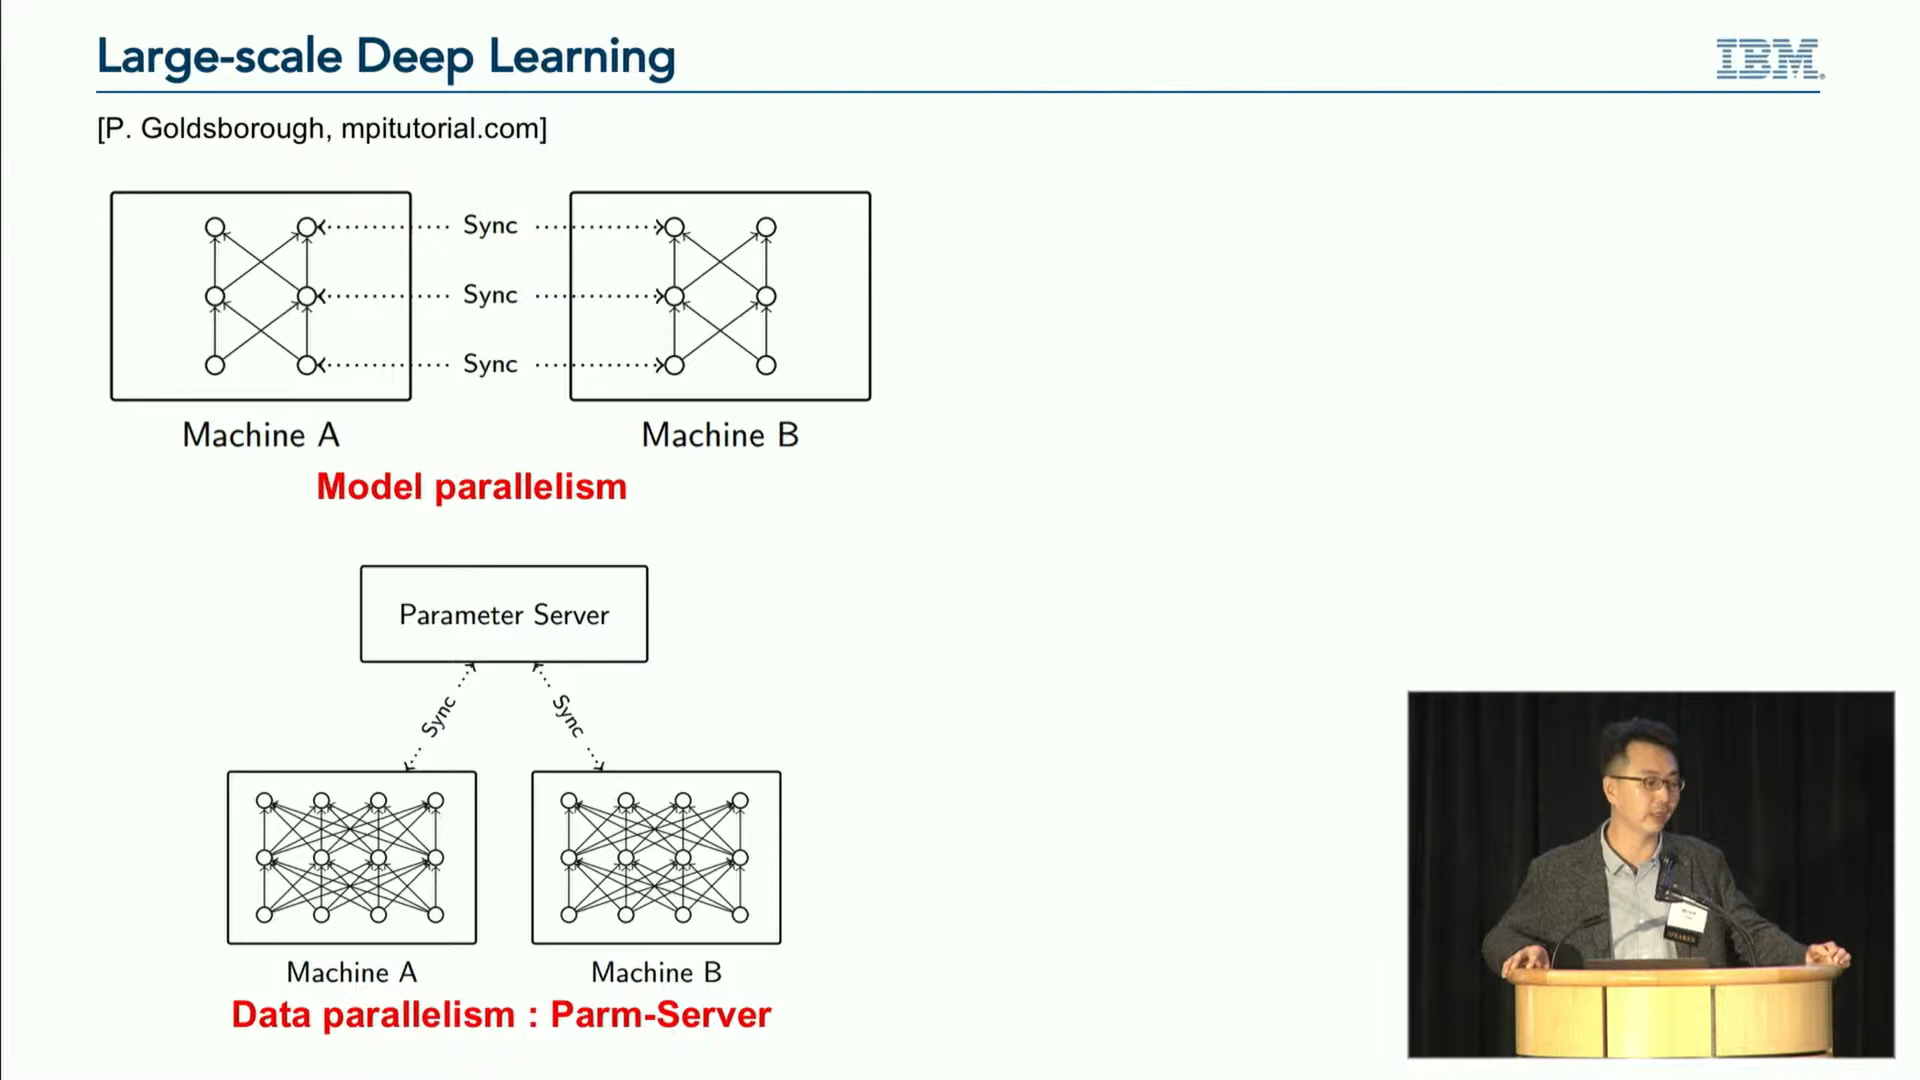 Large-scale Deep Learning
IBM
[P. Goldsborough, mpitutorial.com]
Sync
Sync
Sync
Machine A
Machine B
Model parallelism
Parameter Server
Sync
Sync
Machine A
Machine B
Data parallelism : Parm-Server
SPEAKER